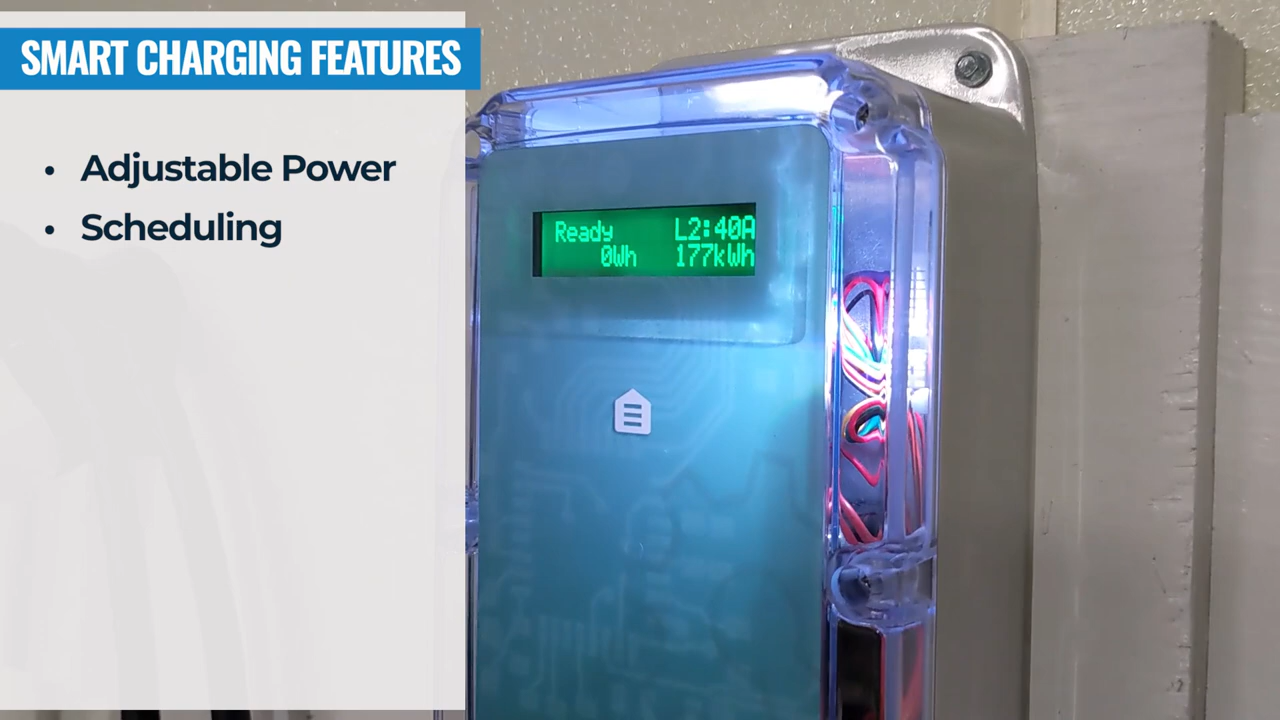 SMART CHARGING FEATURES
• Adjustable Power
• Scheduling
Ready L2:40A
0Wh 177kWh